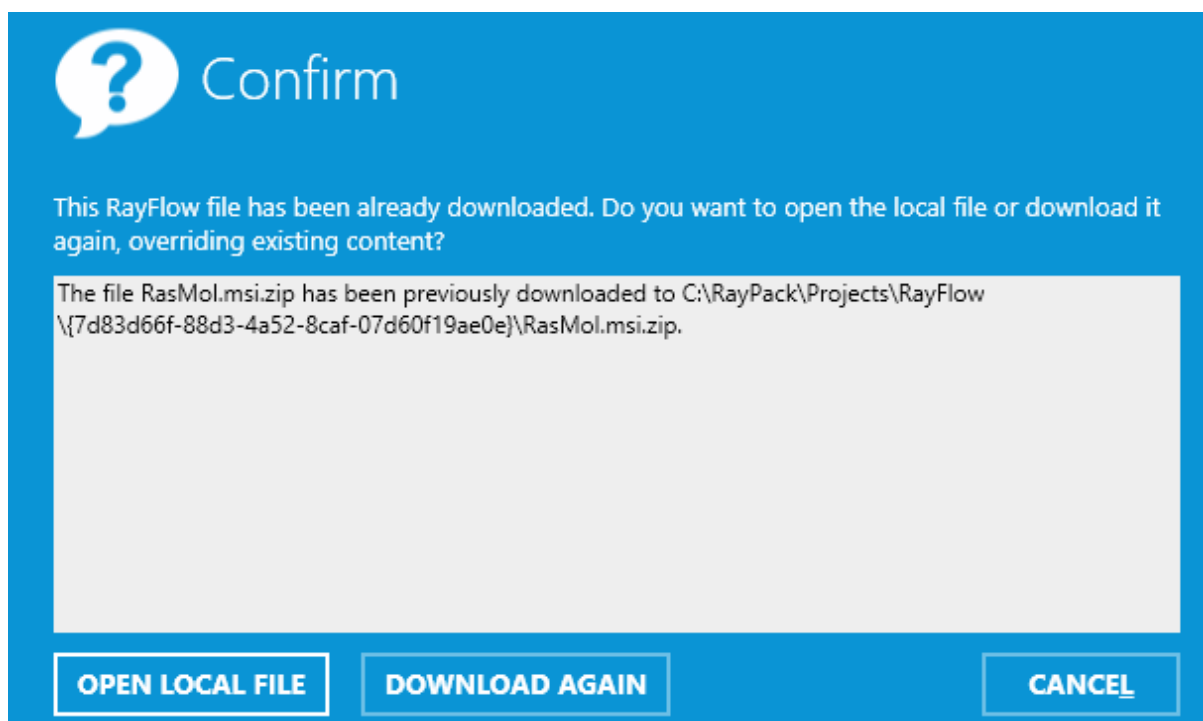 Confirm
This RayFlow file has been already downloaded. Do you want to open the local file or download it
again, overriding existing content?
The file RasMol.msi.zip has been previously downloaded to C:\RayPack\Projects\RayFlow
\{7d83d66f-88d3-4a52-8caf-07d60f19ae0e}\RasMol.msi.zip.
OPEN LOCAL FILE DOWNLOAD AGAIN CANCEL